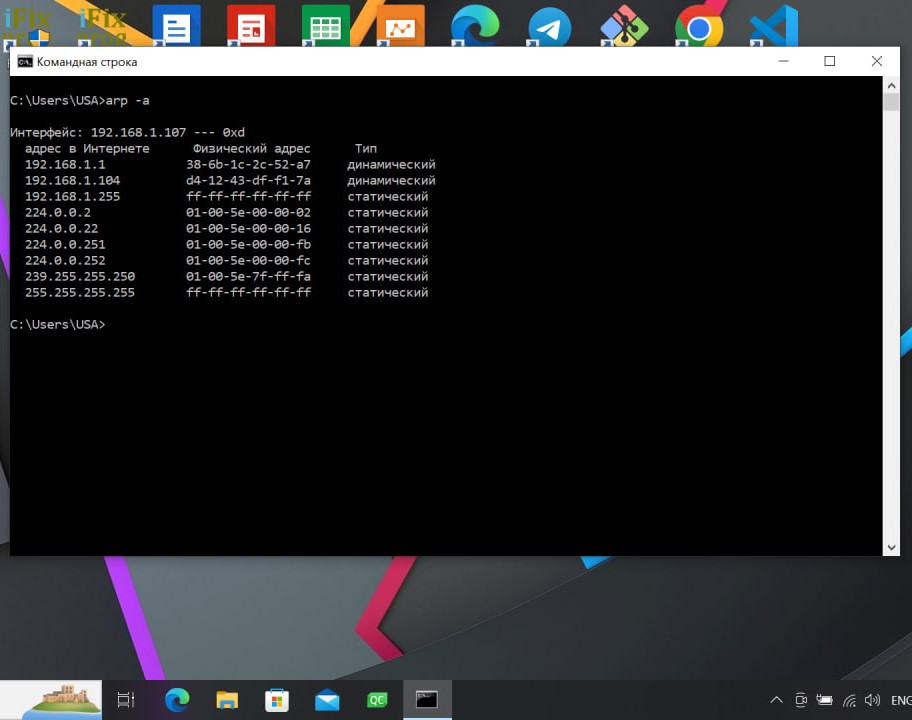 iFix
iFix
prog
Командная строка
C:\Users\USA>arp -a
Интерфейс: 192.168.1.107 --- 0xd
адрес в Интернете Физический адрес Тип
192.168.1.1 38-6b-1c-2c-52-a7 динамический
192.168.1.104 d4-12-43-df-f1-7a динамический
192.168.1.255 ff-ff-ff-ff-ff-ff статический
224.0.0.2 01-00-5e-00-00-02 статический
224.0.0.22 01-00-5e-00-00-16 статический
224.0.0.251 01-00-5e-00-00-fb статический
224.0.0.252 01-00-5e-00-00-fc статический
239.255.255.250 01-00-5e-7f-ff-fa статический
255.255.255.255 ff-ff-ff-ff-ff-ff статический
C:\Users\USA>
QC
ENG